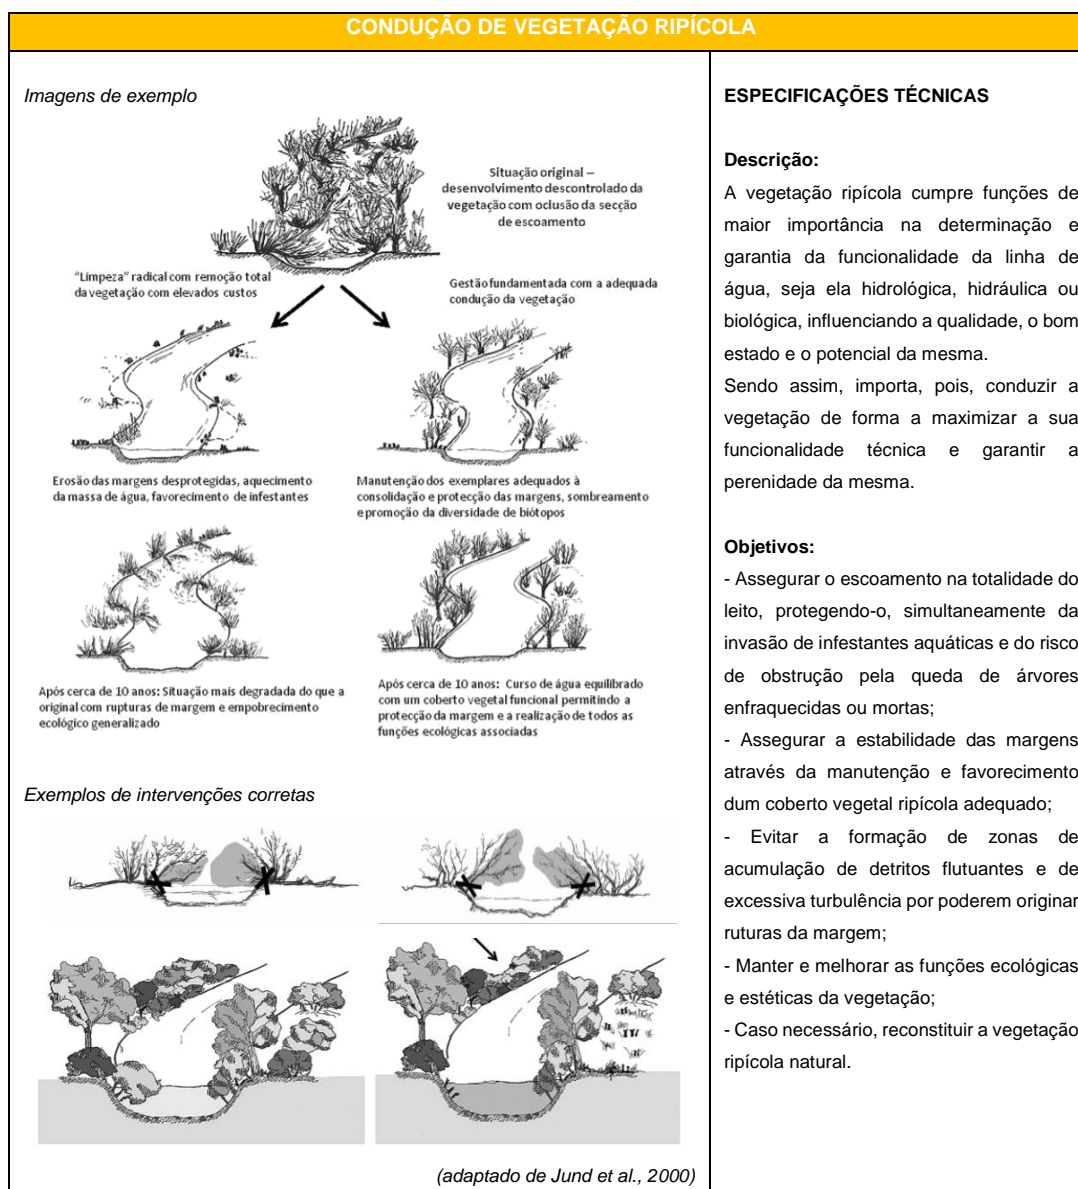 CONDUÇÃO DE VEGETAÇÃO RIPÍCOLA
Imagens de exemplo
Situação original –
desenvolvimento descontrolado da
vegetação com oclusão da secção
de escoamento
"Limpeza" radical com remoção total
da vegetação com elevados custos
Gestão fundamentada com a adequada
condução da vegetação
Erosão das margens desprotegidas, aquecimento
da massa de água, favorecimento de infestantes
Manutenção dos exemplares adequados à
consolidação e protecção das margens, sombreamento
e promoção da diversidade de biótopos
Após cerca de 10 anos: Situação mais degradada do que a
original com rupturas de margem e empobrecimento
ecológico generalizado
Após cerca de 10 anos: Curso de água equilibrado
com um coberto vegetal funcional permitindo a
protecção da margem e a realização de todos as
funções ecológicas associadas
Exemplos de intervenções corretas
(adaptado de Jund et al., 2000)
ESPECIFICAÇÕES TÉCNICAS
Descrição:
A vegetação ripícola cumpre funções de
maior importância na determinação e
garantia da funcionalidade da linha de
água, seja ela hidrológica, hidráulica ou
biológica, influenciando a qualidade, o bom
estado e o potencial da mesma.
Sendo assim, importa, pois, conduzir a
vegetação de forma a maximizar a sua
funcionalidade técnica e garantir a
perenidade da mesma.
Objetivos:
- Assegurar o escoamento na totalidade do
leito, protegendo-o, simultaneamente da
invasão de infestantes aquáticas e do risco
de obstrução pela queda de árvores
enfraquecidas ou mortas;
- Assegurar a estabilidade das margens
através da manutenção e favorecimento
dum coberto vegetal ripícola adequado;
- Evitar a formação de zonas de
acumulação de detritos flutuantes e de
excessiva turbulência por poderem originar
ruturas da margem;
- Manter e melhorar as funções ecológicas
e estéticas da vegetação;
- Caso necessário, reconstituir a vegetação
ripícola natural.